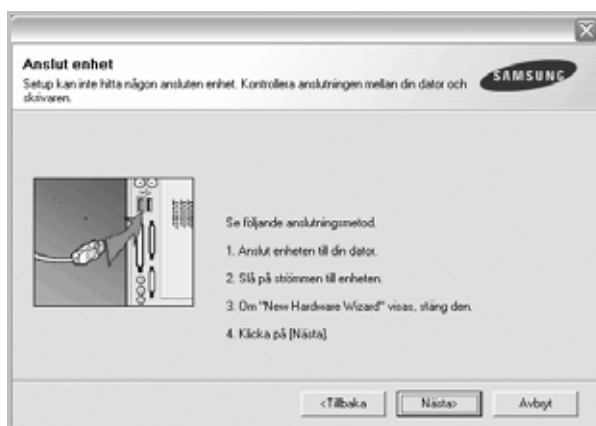 Anslut enhet
Setup kan inte hitta någon ansluten enhet. Kontrollera anslutningen mellan din dator och
skrivaren.
SAMSUNG
Se följande anslutningsmetod.
1. Anslut enheten till din dator.
2. Slå på strömmen till enheten.
3. Om "New Hardware Wizard" visas, stäng den.
4. Klicka på [Nästa].
<Tillbaka
Nästa>
Avbryt